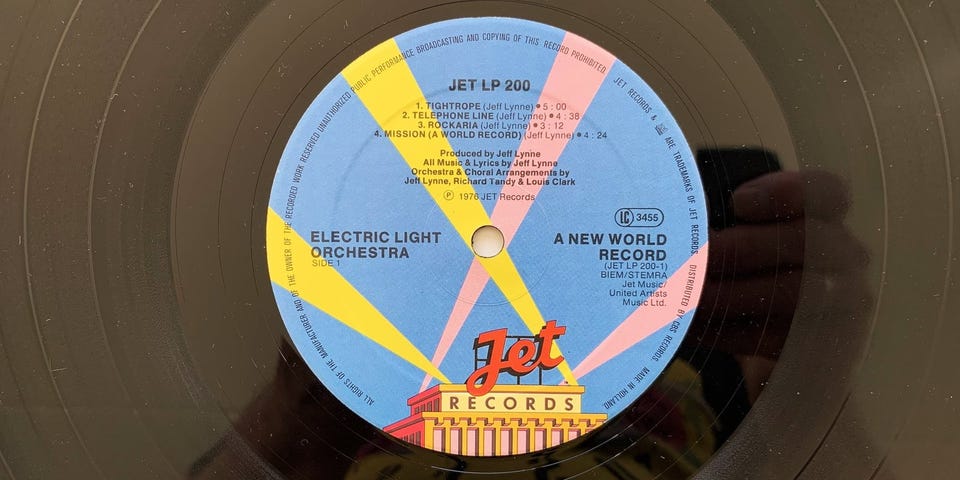 JET LP 200
1. TIGHTROPE (Jeff Lynne) ● 5 : 00
2. TELEPHONE LINE (Jeff Lynne) ● 4 : 38
3. ROCKARIA (Jeff Lynne) ● 3 : 12
4. MISSION (A WORLD RECORD) (Jeff Lynne) ● 4 : 24
Produced by Jeff Lynne
All Music & Lyrics by Jeff Lynne
Orchestra & Choral Arrangements by
Jeff Lynne, Richard Tandy & Louis Clark
℗ 1976 JET Records
LC 3455
ELECTRIC LIGHT
ORCHESTRA
SIDE 1
A NEW WORLD
RECORD
(JET LP 200-1)
BIEM/STEMRA
Jet Music/
United Artists
Music Ltd.
Jet
RECORDS
ALL RIGHTS OF THE MANUFACTURER AND OF THE OWNER OF THE RECORDED WORK RESERVED UNAUTHORIZED PUBLIC PERFORMANCE BROADCASTING AND COPYING OF THIS RECORD PROHIBITED
JET RECORDS & ARE TRADEMARKS OF JET RECORDS. DISTRIBUTED BY CBS RECORDS. MADE IN HOLLAND.